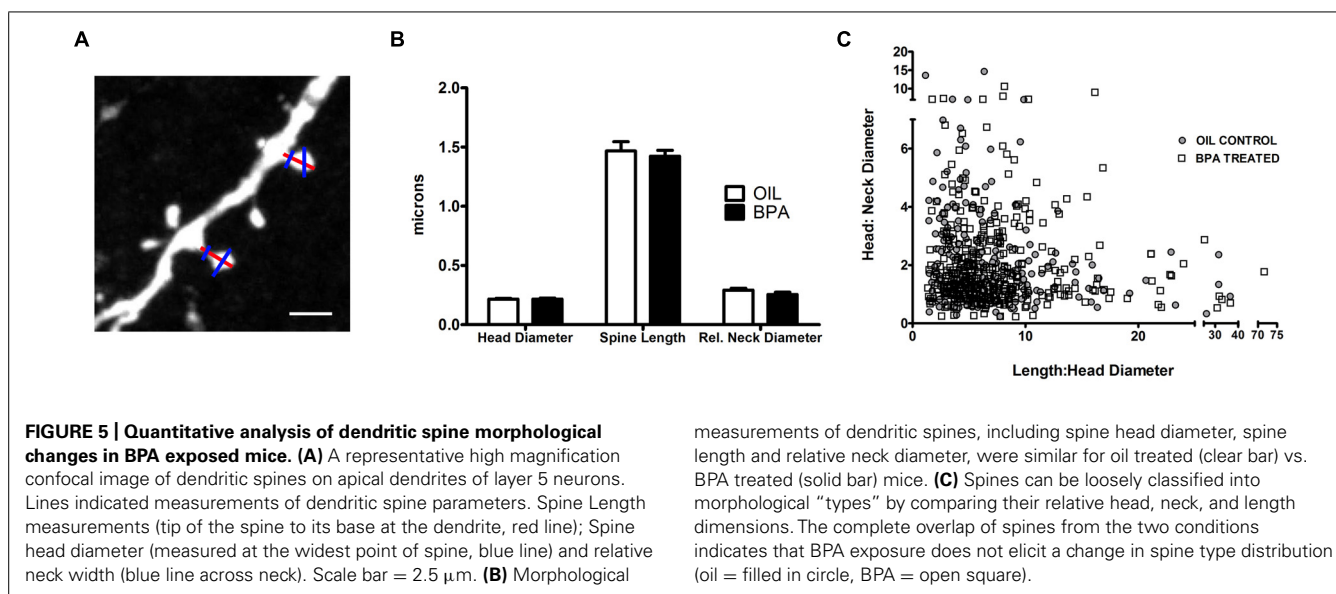 A
B
C
2.0
1.5
1.0
0.5
0.0
microns
OIL
BPA
Head Diameter
Spine Length
Rel. Neck Diameter
20
15
10
6
4
2
0
Head: Neck Diameter
OIL CONTROL
BPA TREATED
0
10
20
30
40
70
75
Length:Head Diameter
FIGURE 5 | Quantitative analysis of dendritic spine morphological
changes in BPA exposed mice. (A) A representative high magnification
confocal image of dendritic spines on apical dendrites of layer 5 neurons.
Lines indicated measurements of dendritic spine parameters. Spine Length
measurements (tip of the spine to its base at the dendrite, red line); Spine
head diameter (measured at the widest point of spine, blue line) and relative
neck width (blue line across neck). Scale bar = 2.5 μm. (B) Morphological
measurements of dendritic spines, including spine head diameter, spine
length and relative neck diameter, were similar for oil treated (clear bar) vs.
BPA treated (solid bar) mice. (C) Spines can be loosely classified into
morphological “types” by comparing their relative head, neck, and length
dimensions. The complete overlap of spines from the two conditions
indicates that BPA exposure does not elicit a change in spine type distribution
(oil = filled in circle, BPA = open square).